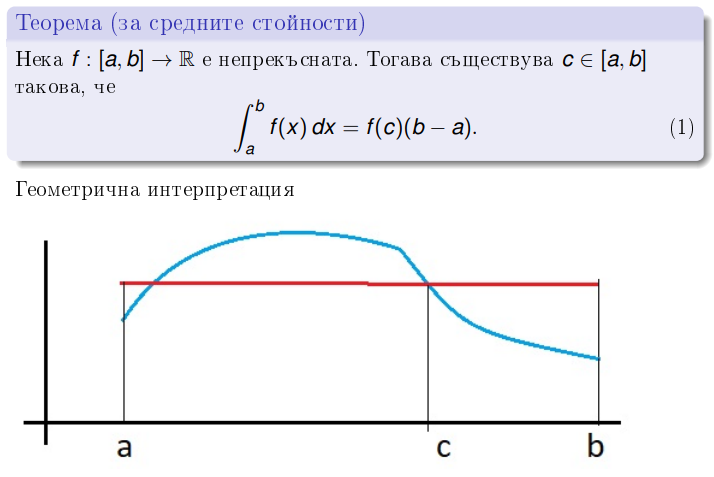 Теорема (за средните стойности)
Нека f : [a, b] → ℝ е непрекъсната. Тогава съществува c ∈ [a, b]
такова, че
∫_a^b f(x) dx = f(c)(b − a). (1)
Геометрична интерпретация
a c b